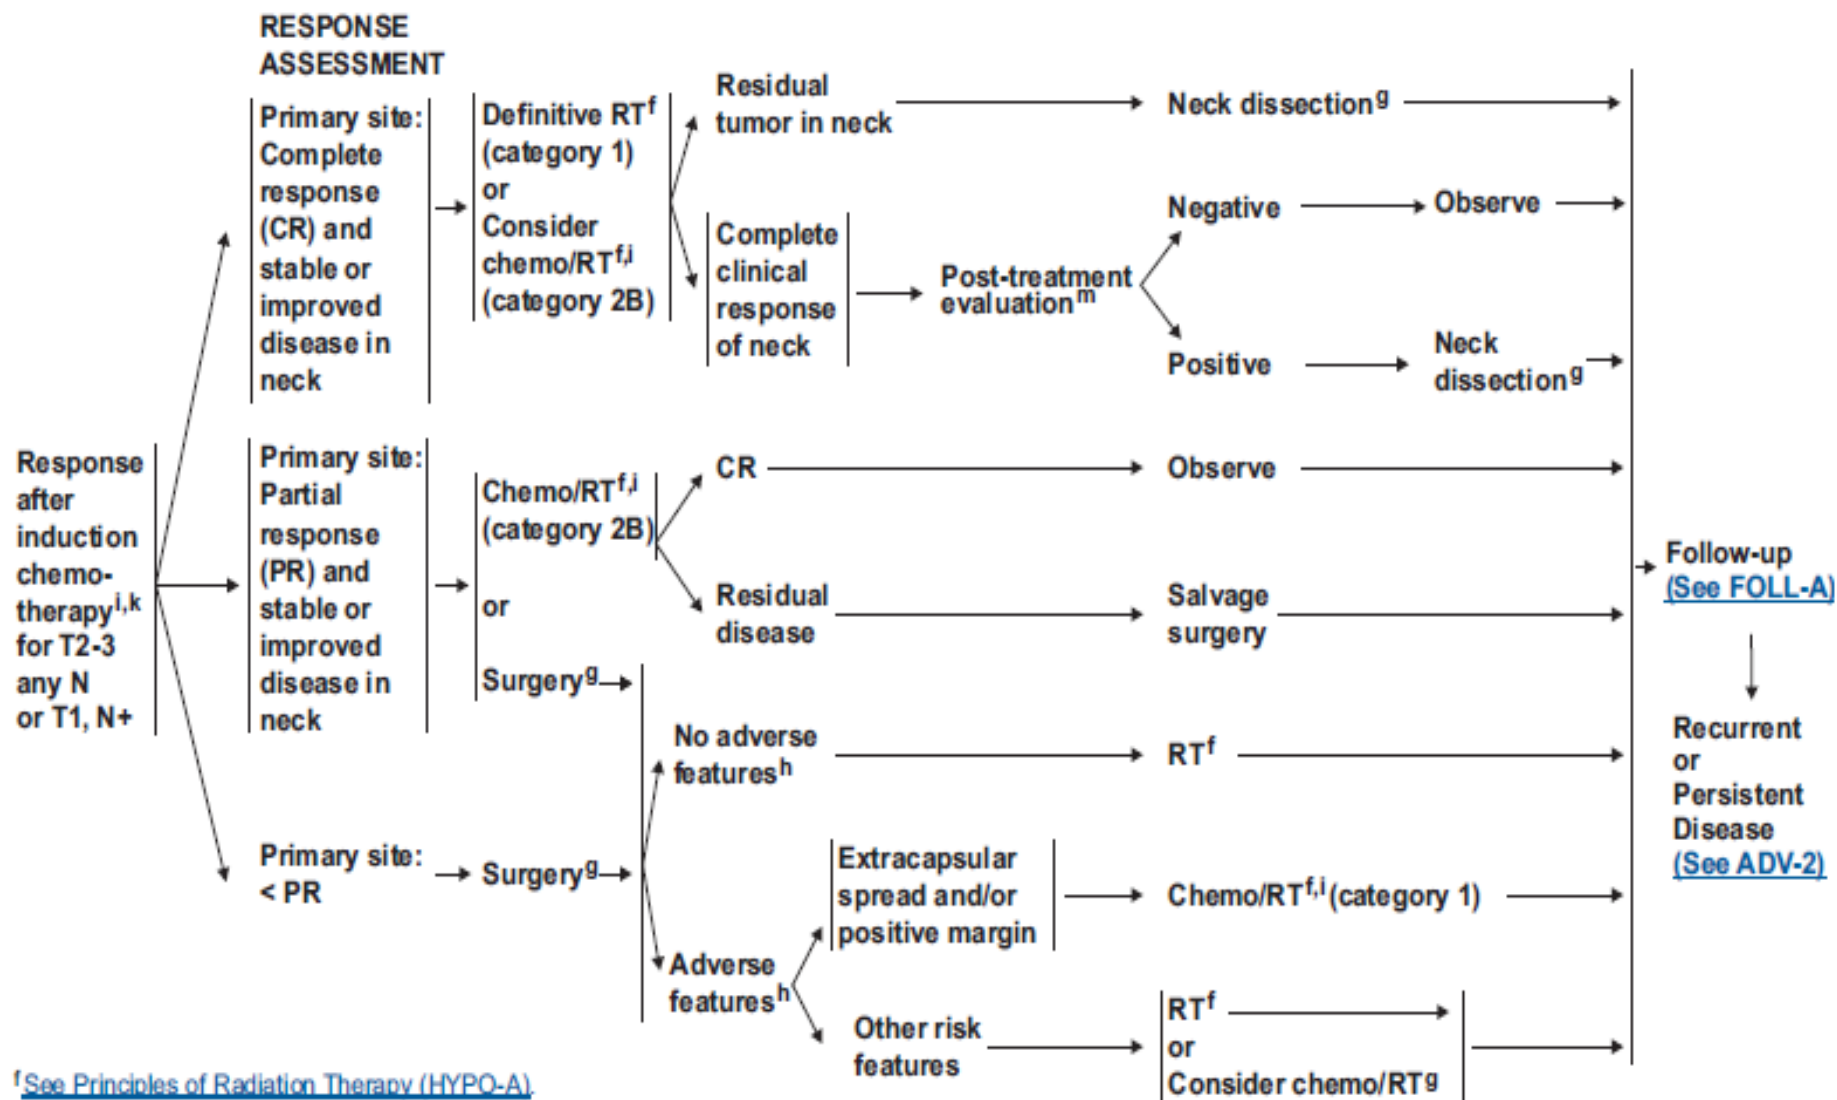 RESPONSE
ASSESSMENT
Response
after
induction
chemo-
therapyi,k
for T2-3
any N
or T1, N+
Primary site:
Complete
response
(CR) and
stable or
improved
disease in
neck
Definitive RTf
(category 1)
or
Consider
chemo/RTf,i
(category 2B)
Residual
tumor in neck
Neck dissectiong
Complete
clinical
response
of neck
Post-treatment
evaluationm
Negative
Observe
Positive
Neck
dissectiong
Primary site:
Partial
response
(PR) and
stable or
improved
disease in
neck
Chemo/RTf,i
(category 2B)
or
Surgeryg
CR
Observe
Residual
disease
Salvage
surgery
Primary site:
< PR
Surgeryg
No adverse
featuresh
RTf
Adverse
featuresh
Extracapsular
spread and/or
positive margin
Chemo/RTf,i (category 1)
Other risk
features
RTf
or
Consider chemo/RTg
Follow-up
(See FOLL-A)
Recurrent
or
Persistent
Disease
(See ADV-2)
f See Principles of Radiation Therapy (HYPO-A).